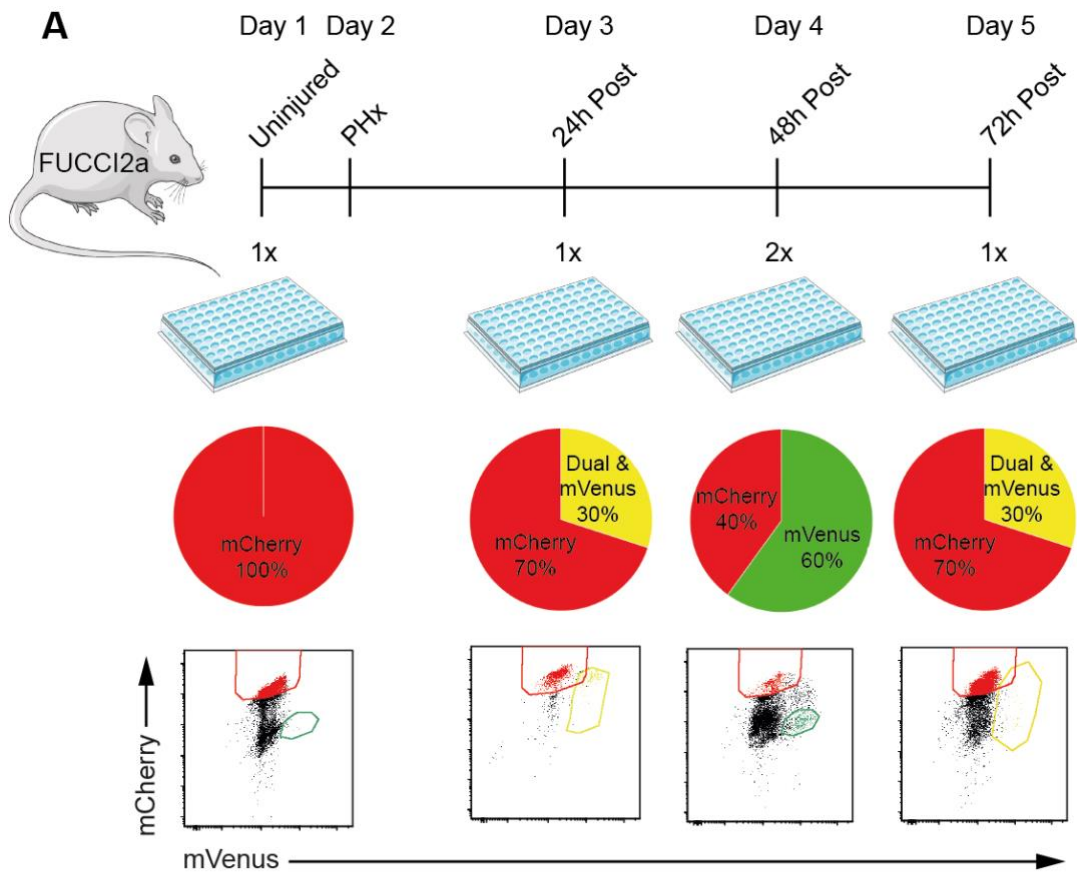 A
Day 1
Day 2
Day 3
Day 4
Day 5
FUCCI2a
Uninjured
PHx
24h Post
48h Post
72h Post
1x
1x
2x
1x
mCherry
100%
Dual &
mVenus
30%
mCherry
70%
mCherry
40%
mVenus
60%
Dual &
mVenus
30%
mCherry
70%
mCherry
mVenus